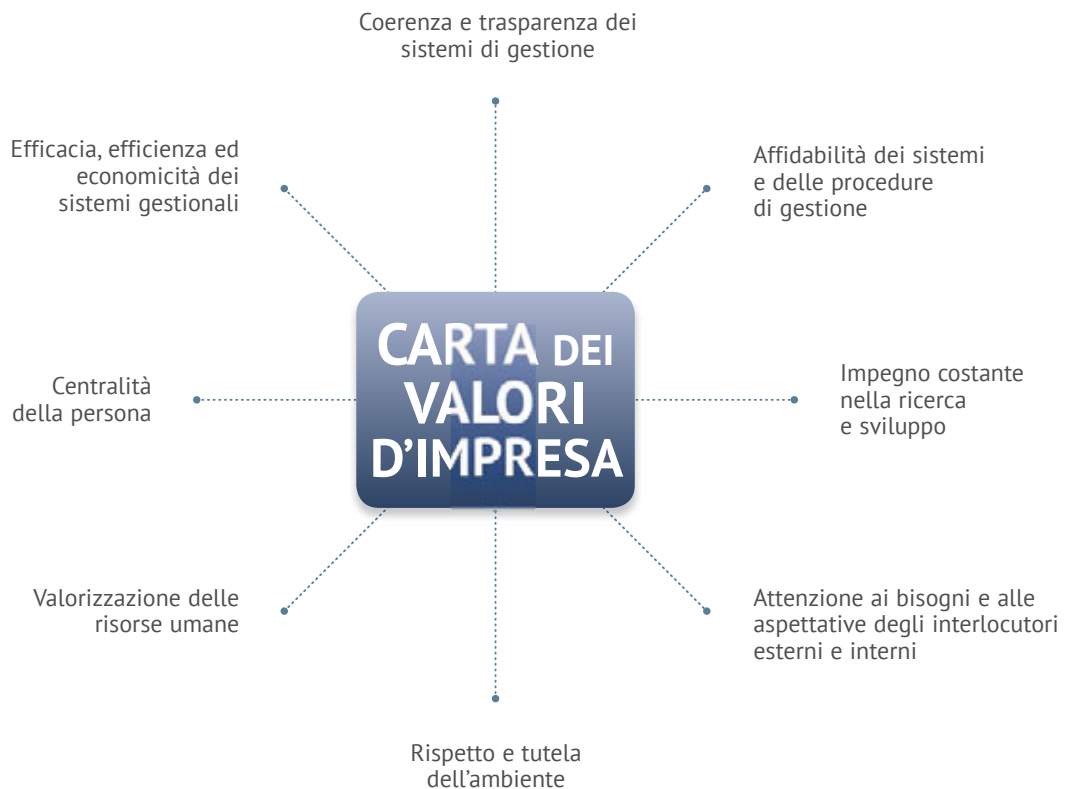 Coerenza e trasparenza dei
sistemi di gestione
Efficacia, efficienza ed
economicità dei
sistemi gestionali
Affidabilità dei sistemi
e delle procedure
di gestione
CARTA DEI
VALORI
D'IMPRESA
Centralità
della persona
Impegno costante
nella ricerca
e sviluppo
Valorizzazione delle
risorse umane
Attenzione ai bisogni e alle
aspettative degli interlocutori
esterni e interni
Rispetto e tutela
dell'ambiente